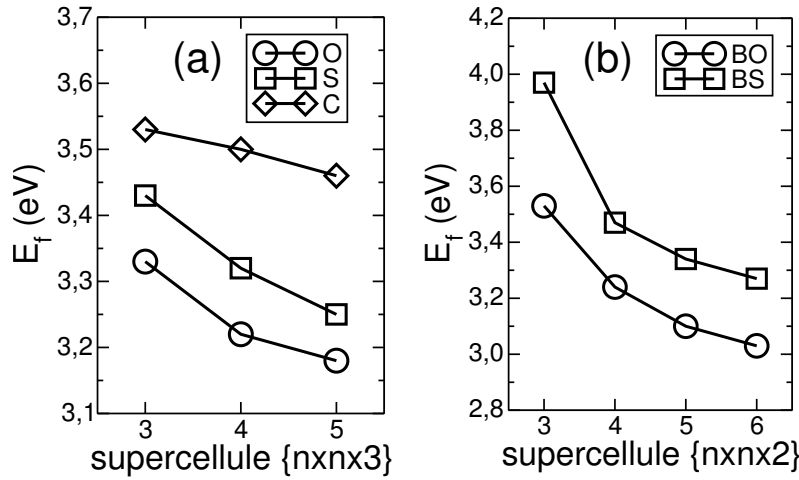 (a)
O
S
C
3,7
3,6
3,5
3,4
3,3
3,2
3,1
E_f (eV)
3 4 5
supercellule {nxnx3}
(b)
BO
BS
4,2
4,0
3,8
3,6
3,4
3,2
3,0
2,8
E_f (eV)
3 4 5 6
supercellule {nxnx2}